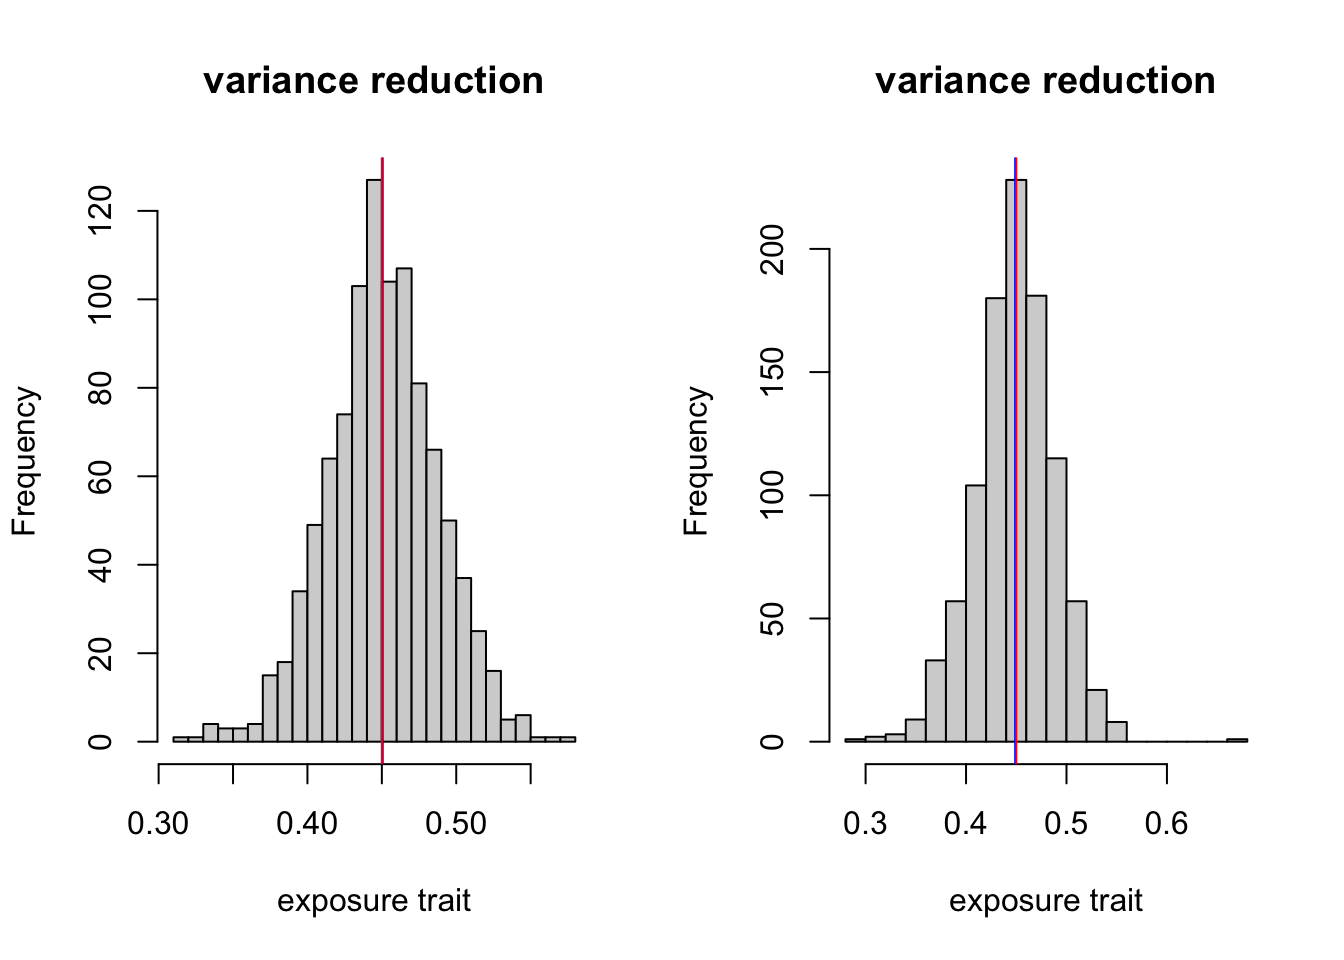 variance reduction
Frequency
0 20 40 60 80 100 120
0.30 0.40 0.50
exposure trait
variance reduction
Frequency
0 50 100 150 200
0.3 0.4 0.5 0.6
exposure trait